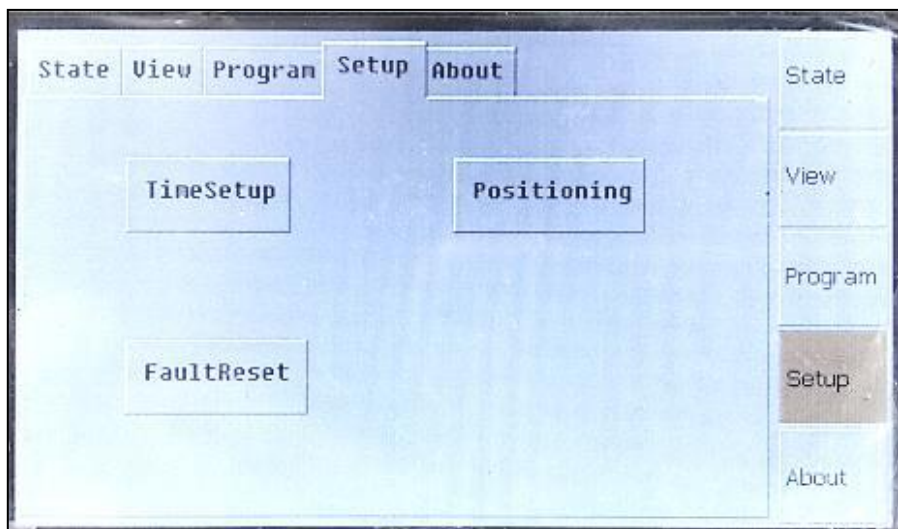 State View Program Setup About
TimeSetup Positioning
FaultReset
State
View
Program
Setup
About